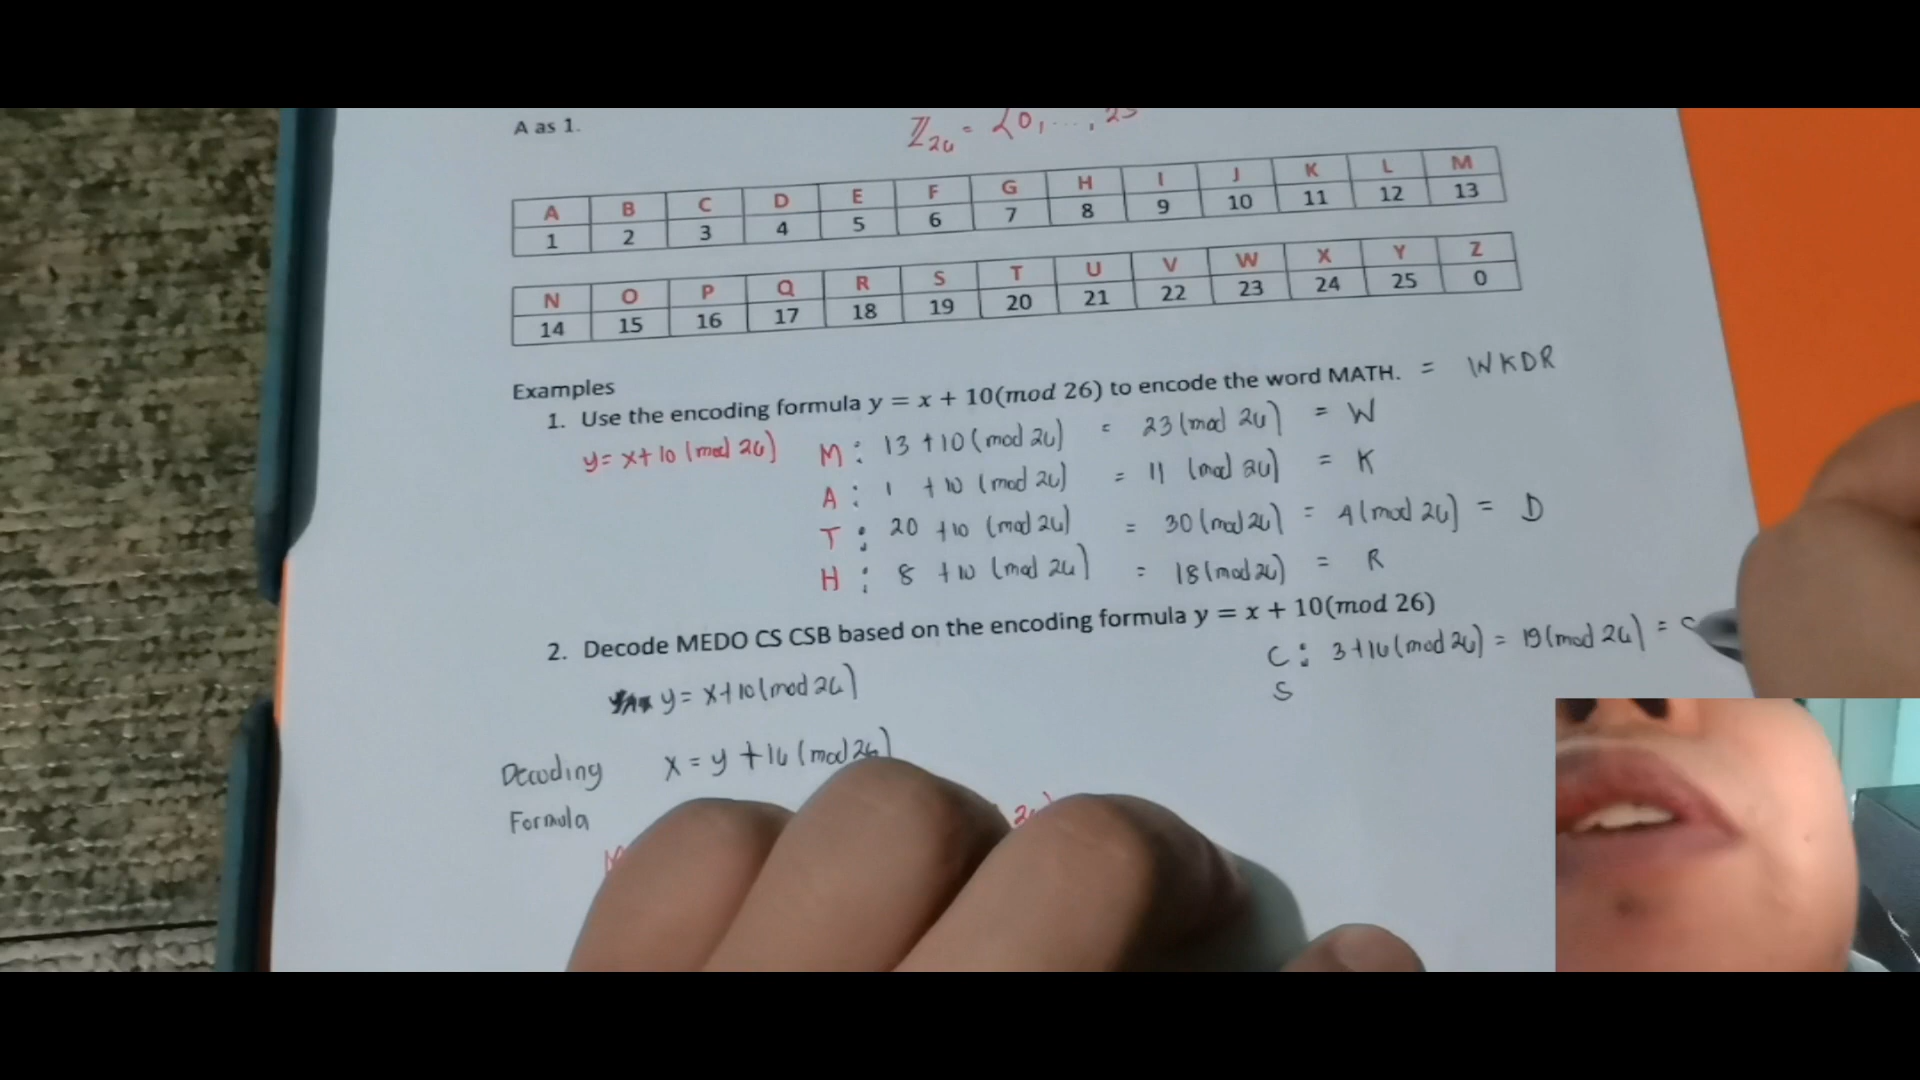 A as 1.
Z26 = {0, ..., 25
A B C D E F G H I J K L M
1 2 3 4 5 6 7 8 9 10 11 12 13
N O P Q R S T U V W X Y Z
14 15 16 17 18 19 20 21 22 23 24 25 0
Examples
1. Use the encoding formula y = x + 10(mod 26) to encode the word MATH. = WKDR
y = x + 10 (mod 26) M : 13 + 10 (mod 26) = 23 (mod 26) = W
A : 1 + 10 (mod 26) = 11 (mod 26) = K
T : 20 + 10 (mod 26) = 30 (mod 26) = 4 (mod 26) = D
H : 8 + 10 (mod 26) = 18 (mod 26) = R
2. Decode MEDO CS CSB based on the encoding formula y = x + 10(mod 26)
C : 3 + 16 (mod 26) = 19 (mod 26) =
S
y = x + 10 (mod 26)
Decoding x = y + 16 (mod 26)
Formula